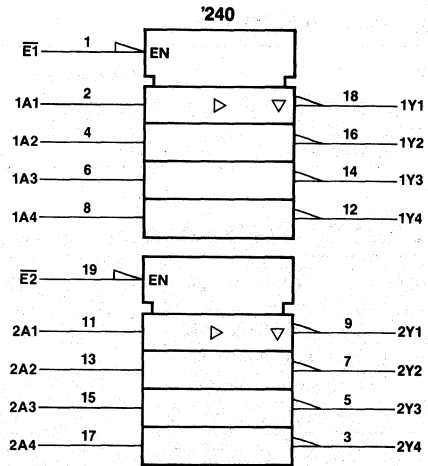 '240
E1 1 EN
1A1 2 18 1Y1
1A2 4 16 1Y2
1A3 6 14 1Y3
1A4 8 12 1Y4
E2 19 EN
2A1 11 9 2Y1
2A2 13 7 2Y2
2A3 15 5 2Y3
2A4 17 3 2Y4